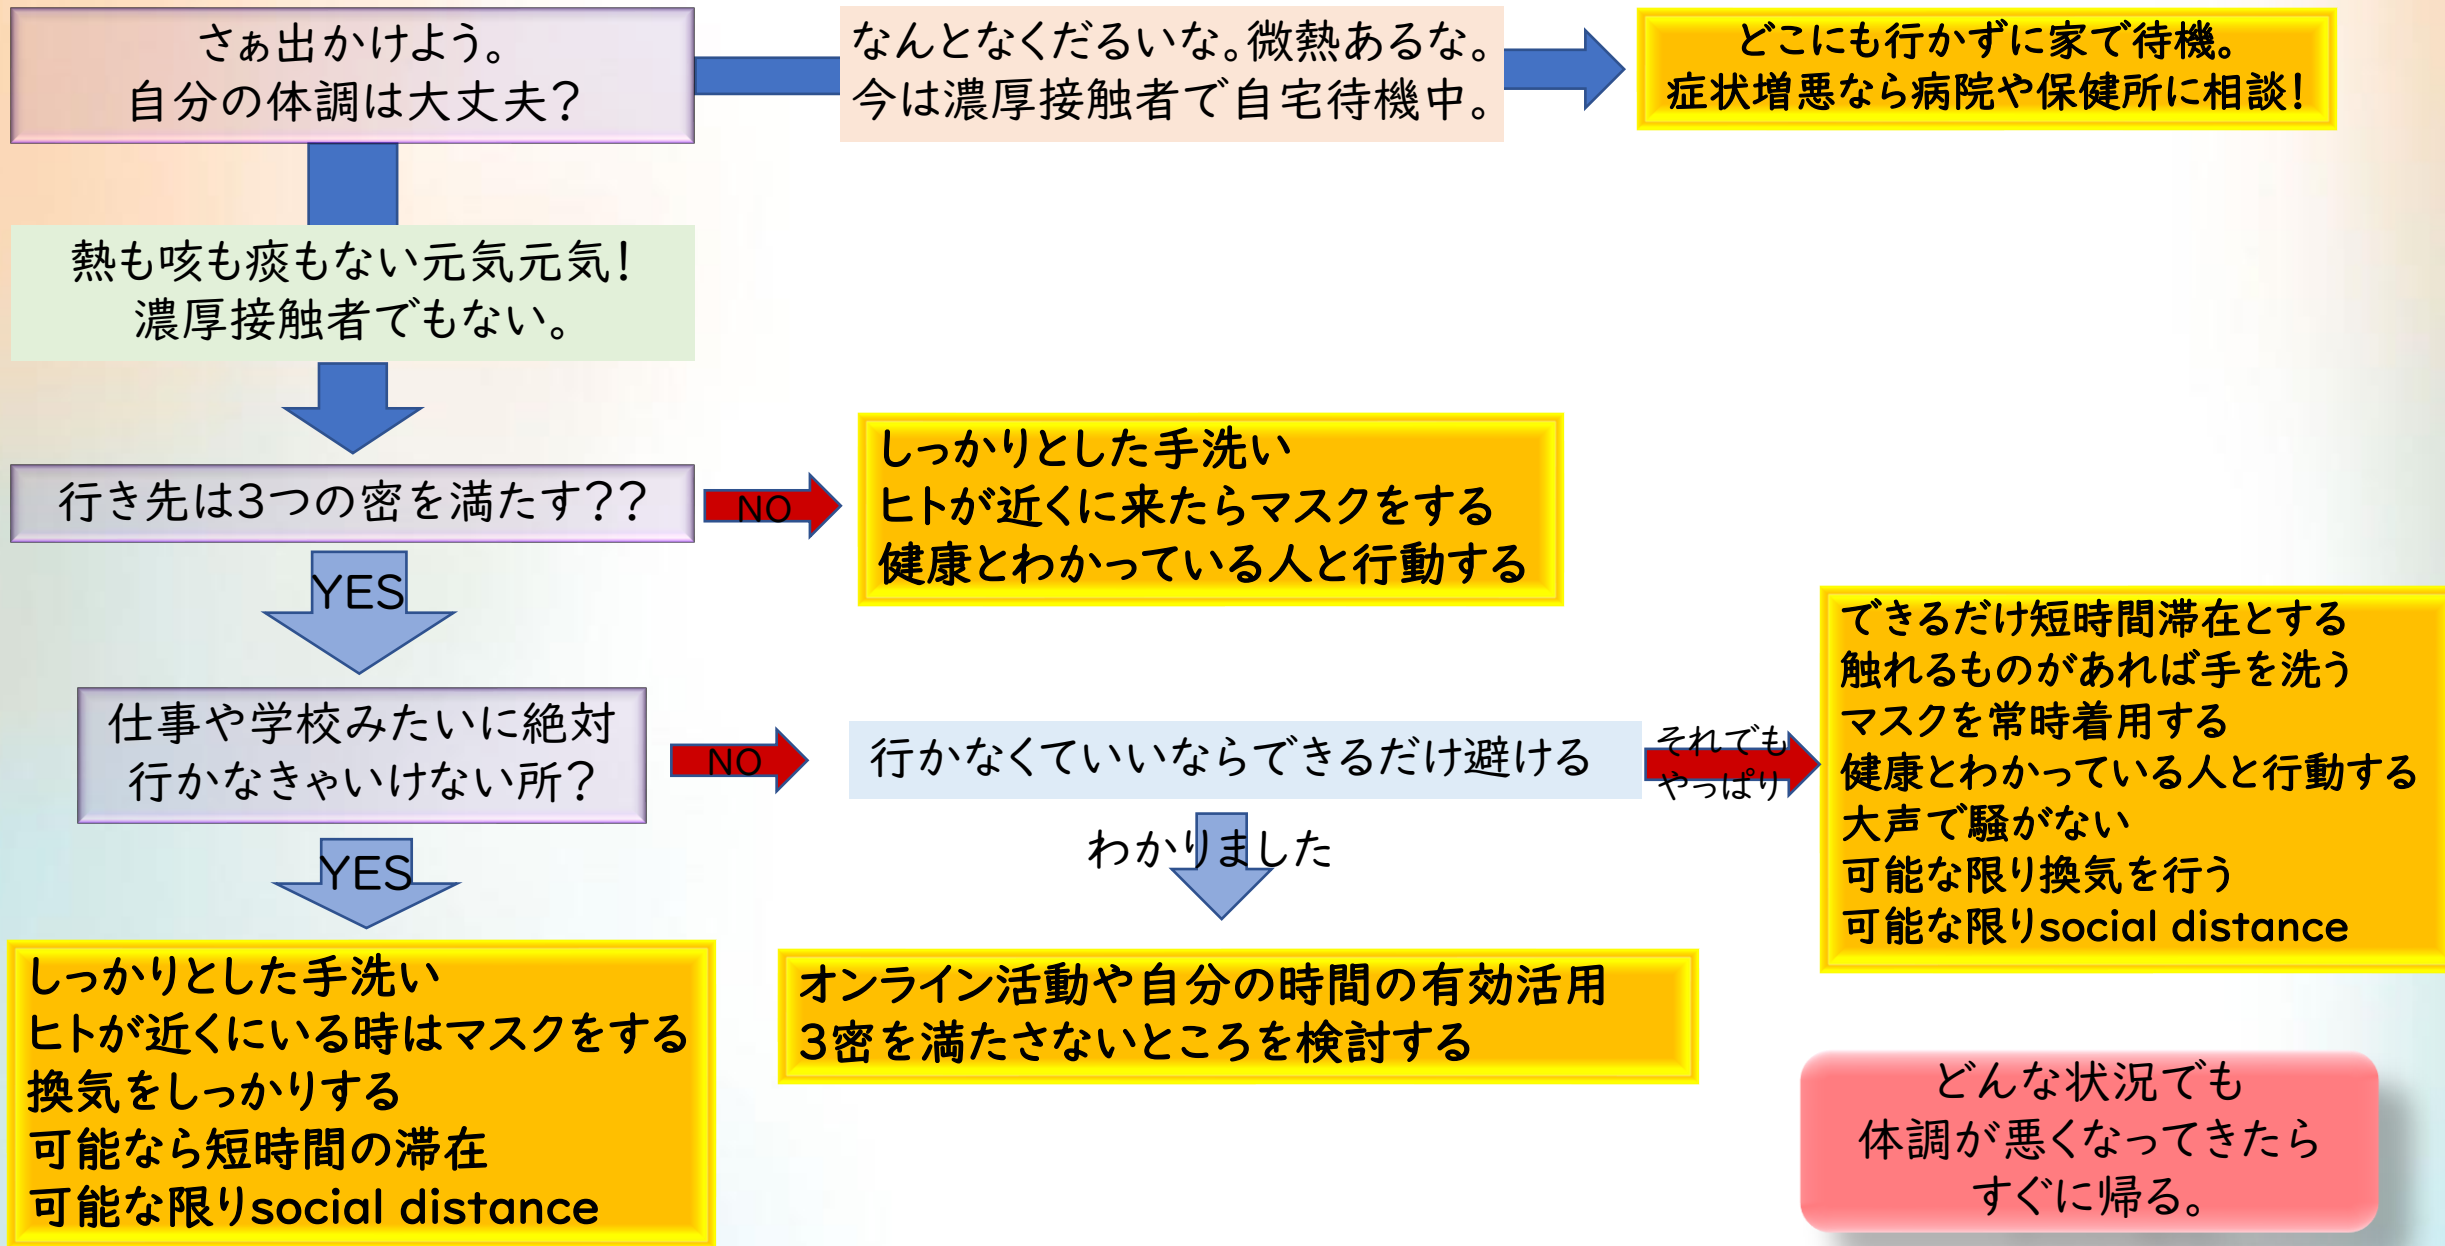 さぁ出かけよう。
自分の体調は大丈夫？
なんとなくだるいな。微熱あるな。
今は濃厚接触者で自宅待機中。
どこにも行かずに家で待機。
症状増悪なら病院や保健所に相談！
熱も咳も痰もない元気元気！
濃厚接触者でもない。
行き先は3つの密を満たす？？
NO
しっかりとした手洗い
ヒトが近くに来たらマスクをする
健康とわかっている人と行動する
YES
仕事や学校みたいに絶対
行かなきゃいけない所？
NO
行かなくていいならできるだけ避ける
それでも
やっぱり
できるだけ短時間滞在とする
触れるものがあれば手を洗う
マスクを常時着用する
健康とわかっている人と行動する
大声で騒がない
可能な限り換気を行う
可能な限りsocial distance
わかりました
YES
しっかりとした手洗い
ヒトが近くにいる時はマスクをする
換気をしっかりする
可能なら短時間の滞在
可能な限りsocial distance
オンライン活動や自分の時間の有効活用
3密を満たさないところを検討する
どんな状況でも
体調が悪くなってきたら
すぐに帰る。